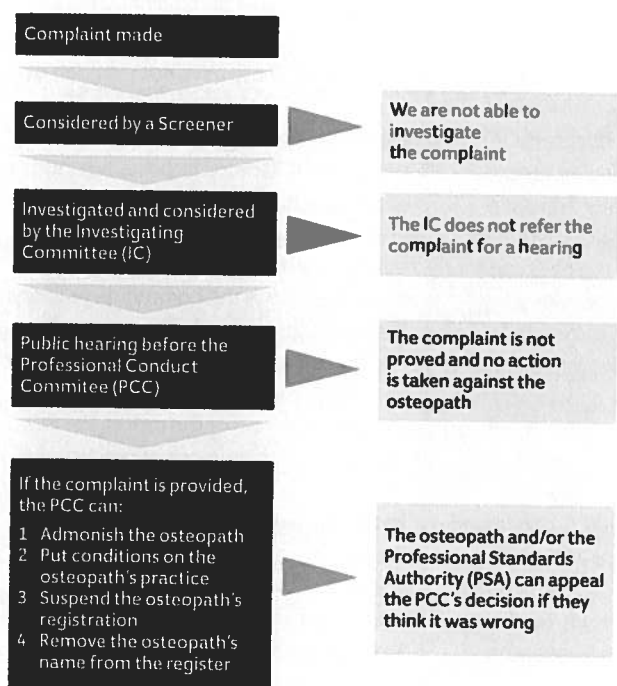 Complaint made
Considered by a Screener
We are not able to
investigate
the complaint
Investigated and considered
by the Investigating
Committee (IC)
The IC does not refer the
complaint for a hearing
Public hearing before the
Professional Conduct
Commitee (PCC)
The complaint is not
proved and no action
is taken against the
osteopath
If the complaint is provided,
the PCC can:
1 Admonish the osteopath
2 Put conditions on the
osteopath's practice
3 Suspend the osteopath's
registration
4 Remove the osteopath's
name from the register
The osteopath and/or the
Professional Standards
Authority (PSA) can appeal
the PCC's decision if they
think it was wrong